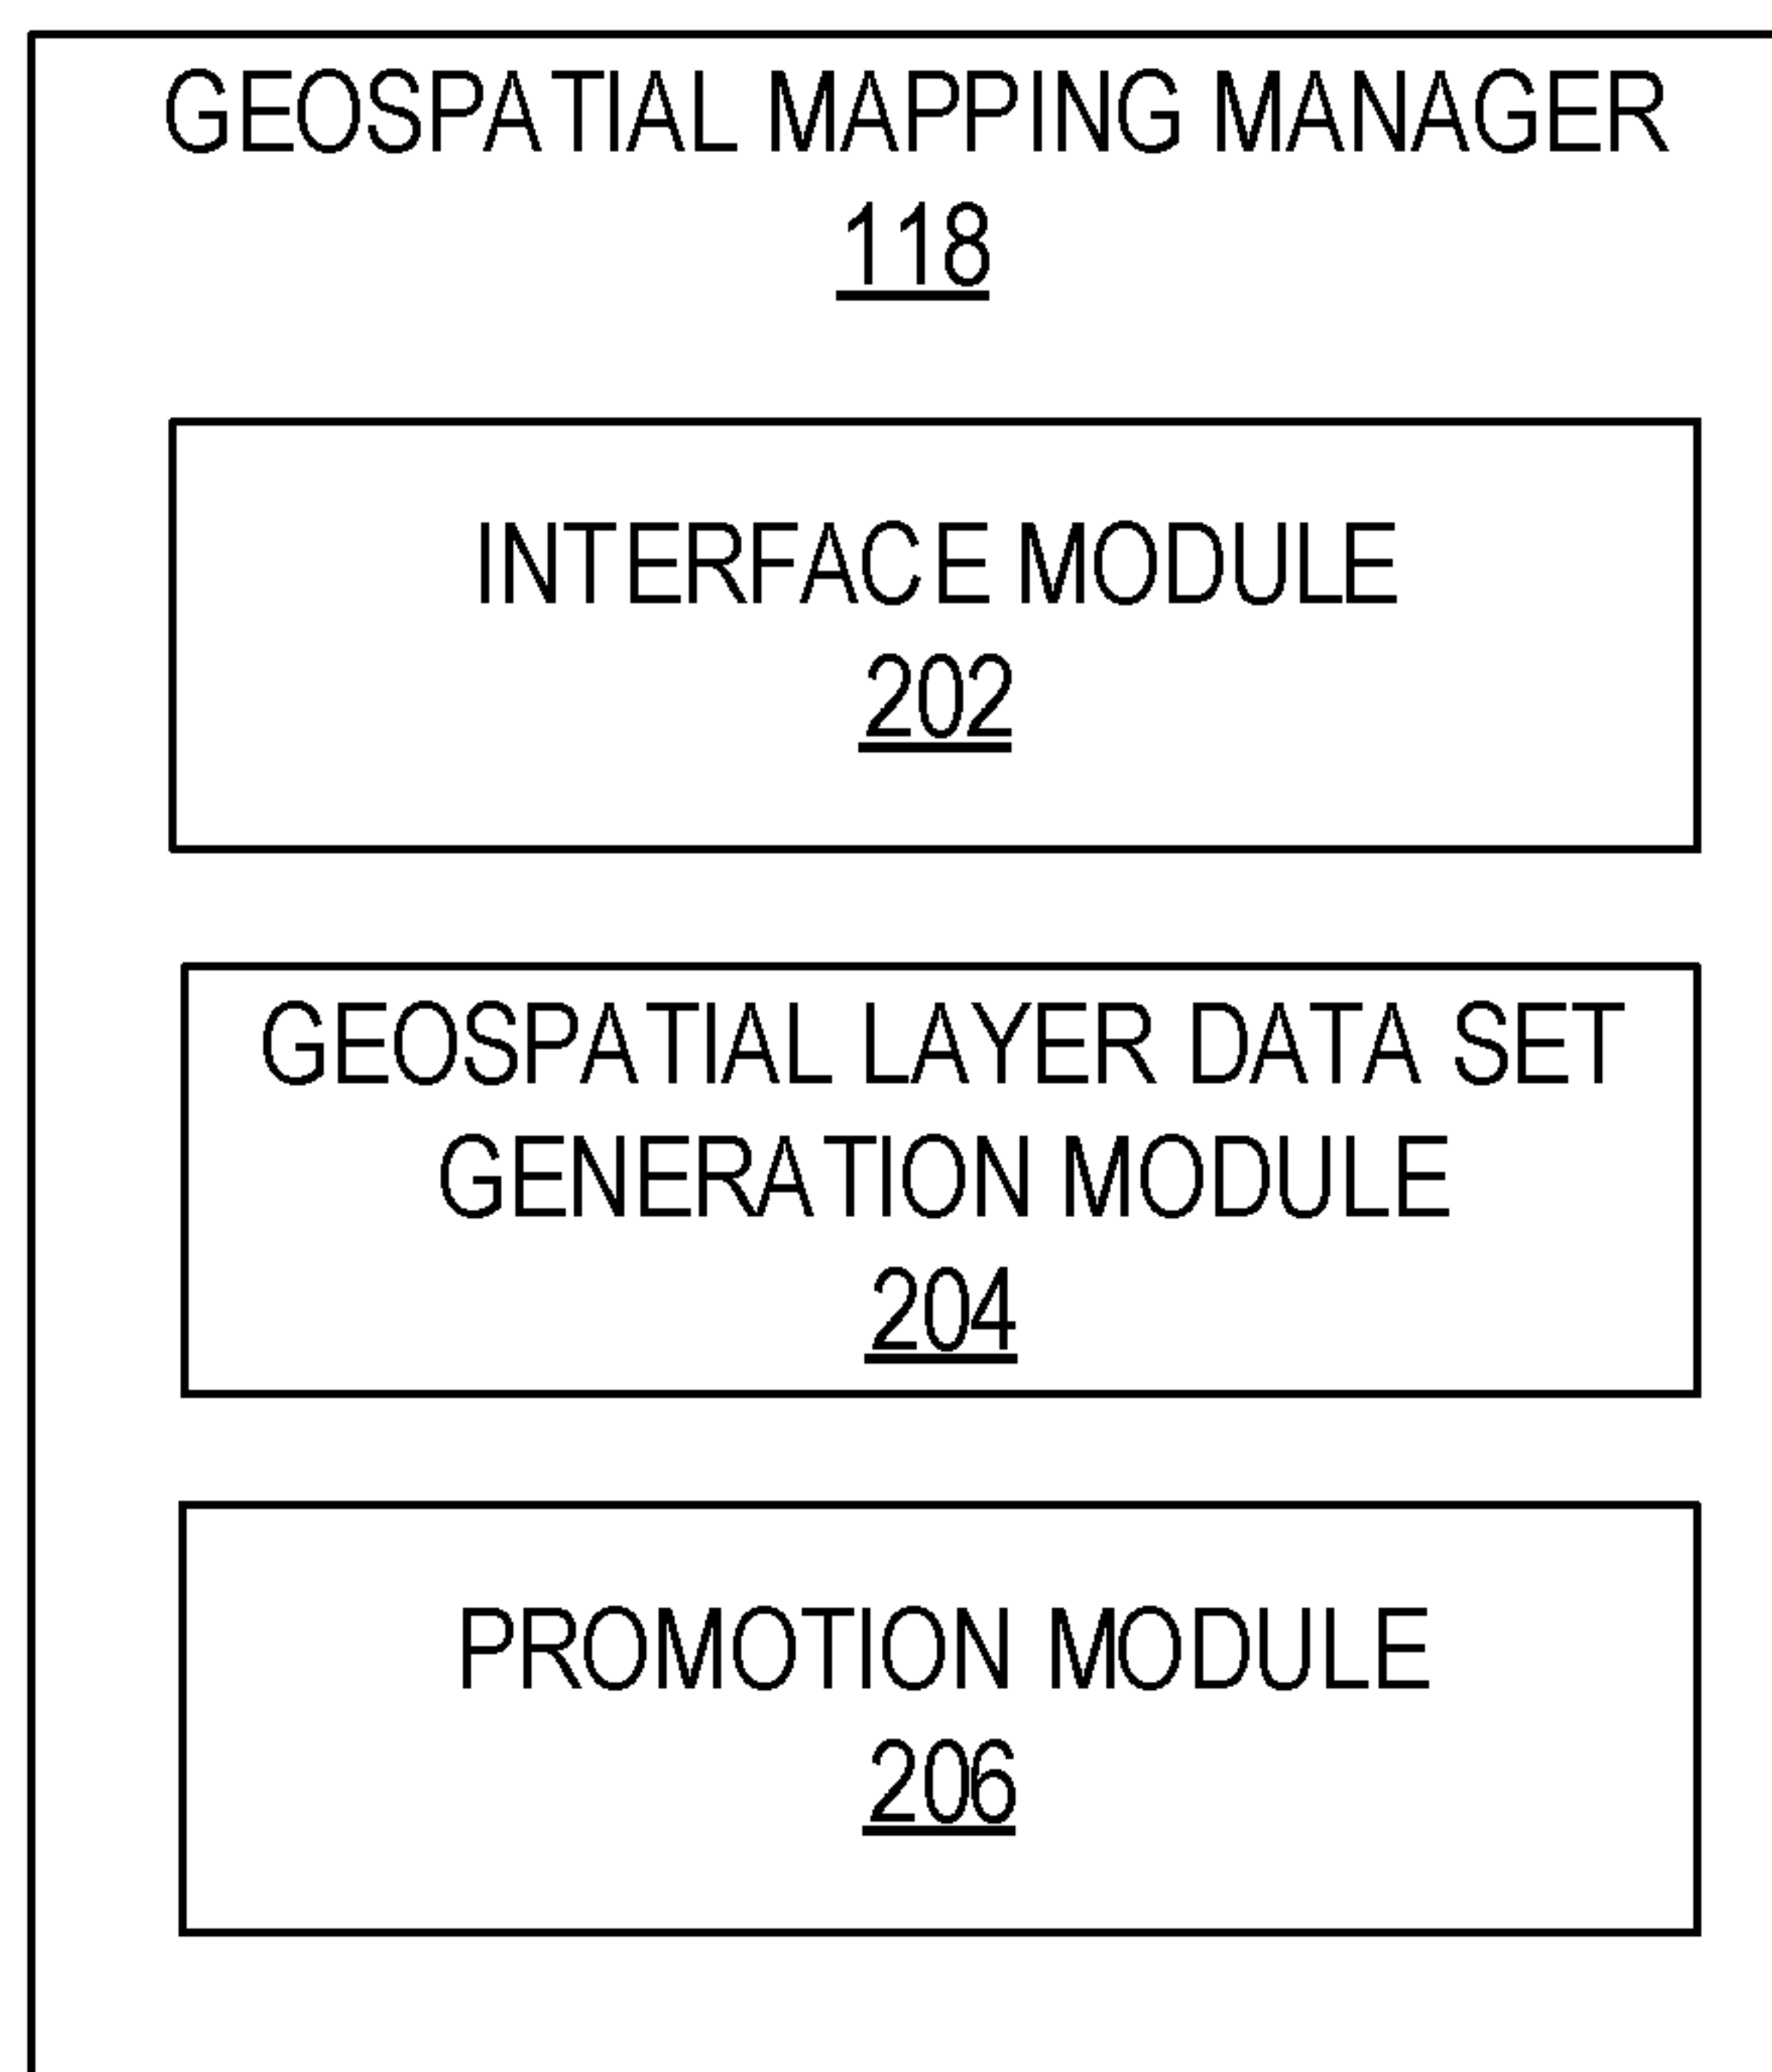 GEOSPATIAL MAPPING MANAGER
118
INTERFACE MODULE
202
GEOSPATIAL LAYER DATA SET
GENERATION MODULE
204
PROMOTION MODULE
206